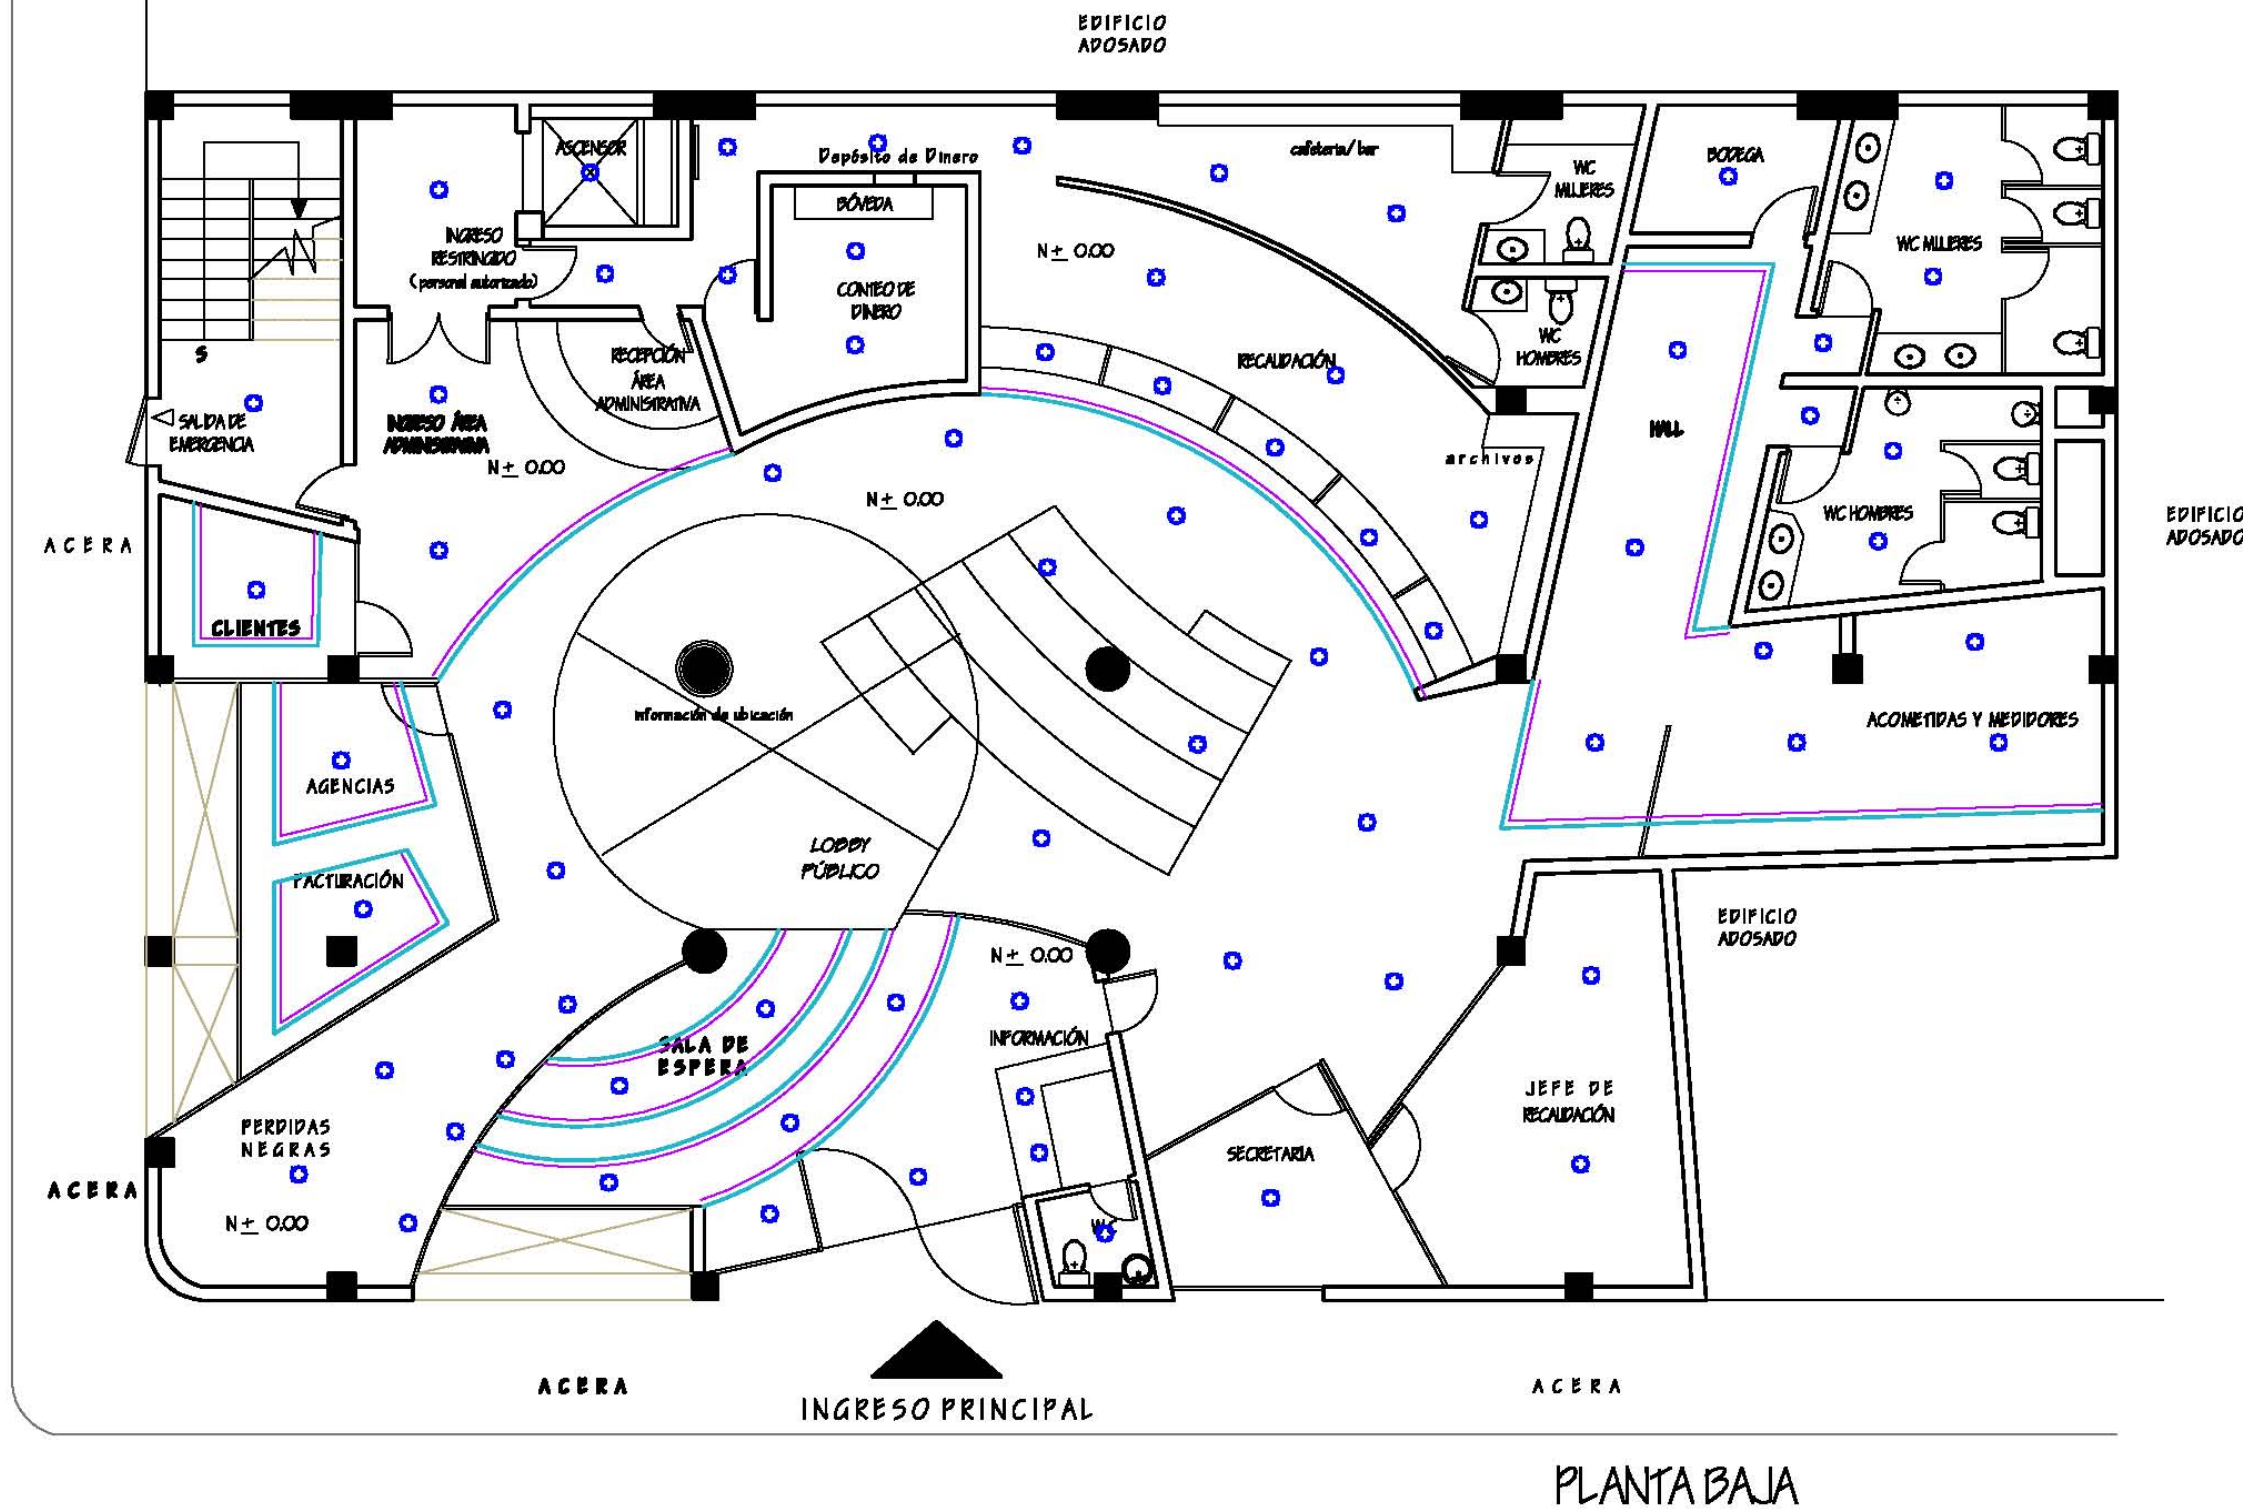 EDIFICIO
ADOSADO
ASCENSOR
Depósito de Dinero
cafeteria/bar
WC
MUJERES
BODEGA
BÓVEDA
INGRESO
RESTRINGIDO
(personal autorizado)
N± 0.00
WC MUJERES
CONTEO DE
DINERO
S
RECEPCIÓN
ÁREA
ADMINISTRATIVA
RECAUDACIÓN
WC
HOMBRES
SALIDA DE
EMERGENCIA
INGRESO ÁREA
ADMINISTRATIVA
N± 0.00
N± 0.00
HALL
archivos
WC HOMBRES
EDIFICIO
ADOSADO
ACERA
CLIENTES
información de ubicación
ACOMETIDAS Y MEDIDORES
AGENCIAS
LOBBY
PÚBLICO
FACTURACIÓN
EDIFICIO
ADOSADO
N± 0.00
INFORMACIÓN
SALA DE
ESPERA
JEFE DE
RECAUDACIÓN
PERDIDAS
NEGRAS
SECRETARIA
ACERA
N± 0.00
WC
ACERA
INGRESO PRINCIPAL
ACERA
PLANTA BAJA